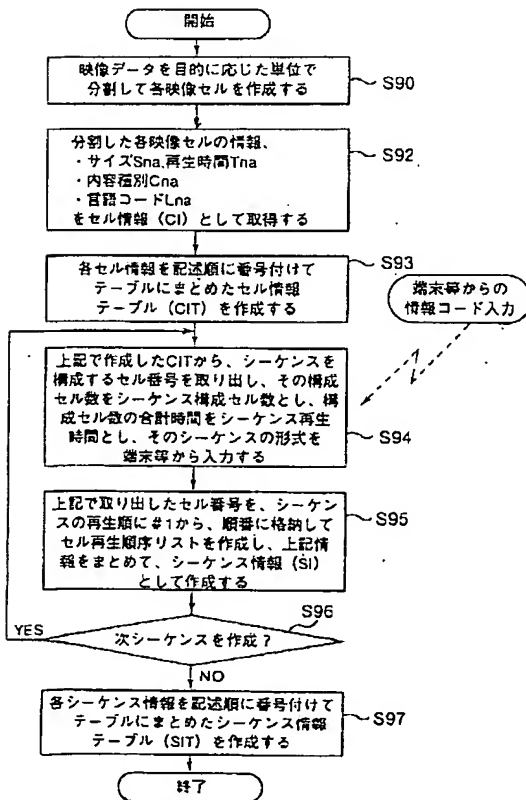 開始
映像データを目的に応じた単位で
分割して各映像セルを作成する
S90
分割した各映像セルの情報、
・サイズSna,再生時間Tna
・内容種別Cna
・言語コードLna
をセル情報（CI）として取得する
S92
各セル情報を記述順に番号付けて
テーブルにまとめたセル情報
テーブル（CIT）を作成する
S93
端末等からの
情報コード入力
上記で作成したCITから、シーケンスを
構成するセル番号を取り出し、その構成
セル数をシーケンス構成セル数とし、構
成セル数の合計時間をシーケンス再生
時間とし、そのシーケンスの形式を
端末等から入力する
S94
上記で取り出したセル番号を、シーケン
スの再生順に#1から、順番に格納して
セル再生順序リストを作成し、上記情
報をまとめて、シーケンス情報（SI）
として作成する
S95
S96
YES
次シーケンスを作成？
NO
各シーケンス情報を記述順に番号付けて
テーブルにまとめたシーケンス情報
テーブル（SIT）を作成する
S97
終了